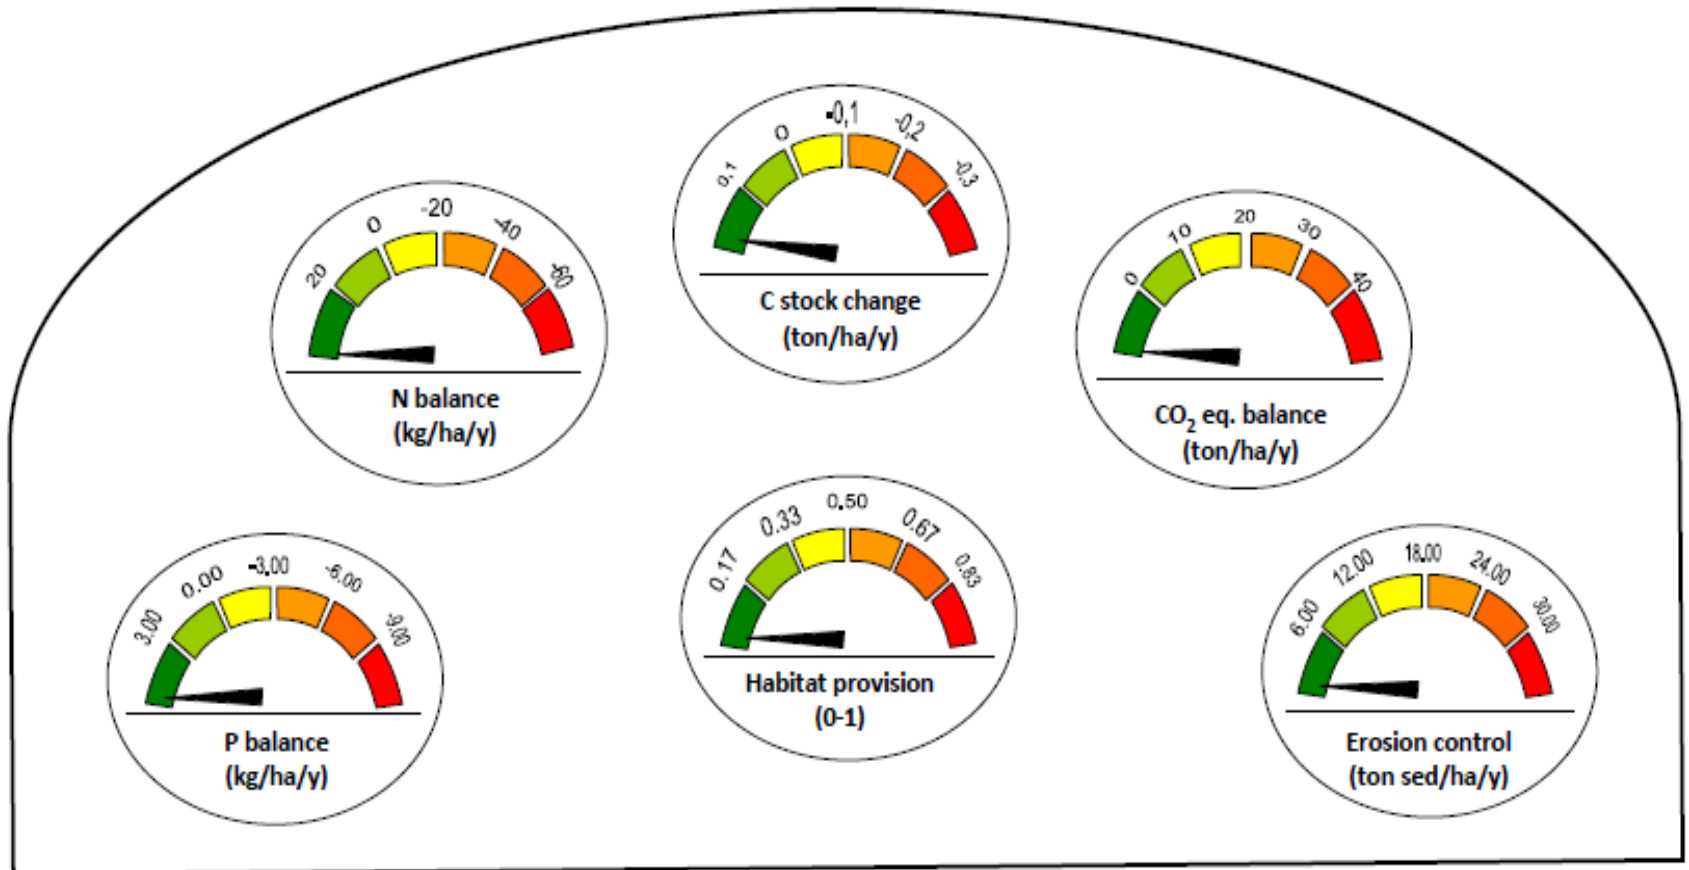 -0,1
0
-0,2
0,1
-0,3
C stock change
(ton/ha/y)
-20
0
-40
20
-60
N balance
(kg/ha/y)
20
10
30
0
40
CO₂ eq. balance
(ton/ha/y)
0.50
0.33
0.67
0.17
0.83
Habitat provision
(0-1)
-3.00
0.00
-6.00
3.00
-9.00
P balance
(kg/ha/y)
18.00
12.00
24.00
6.00
30.00
Erosion control
(ton sed/ha/y)